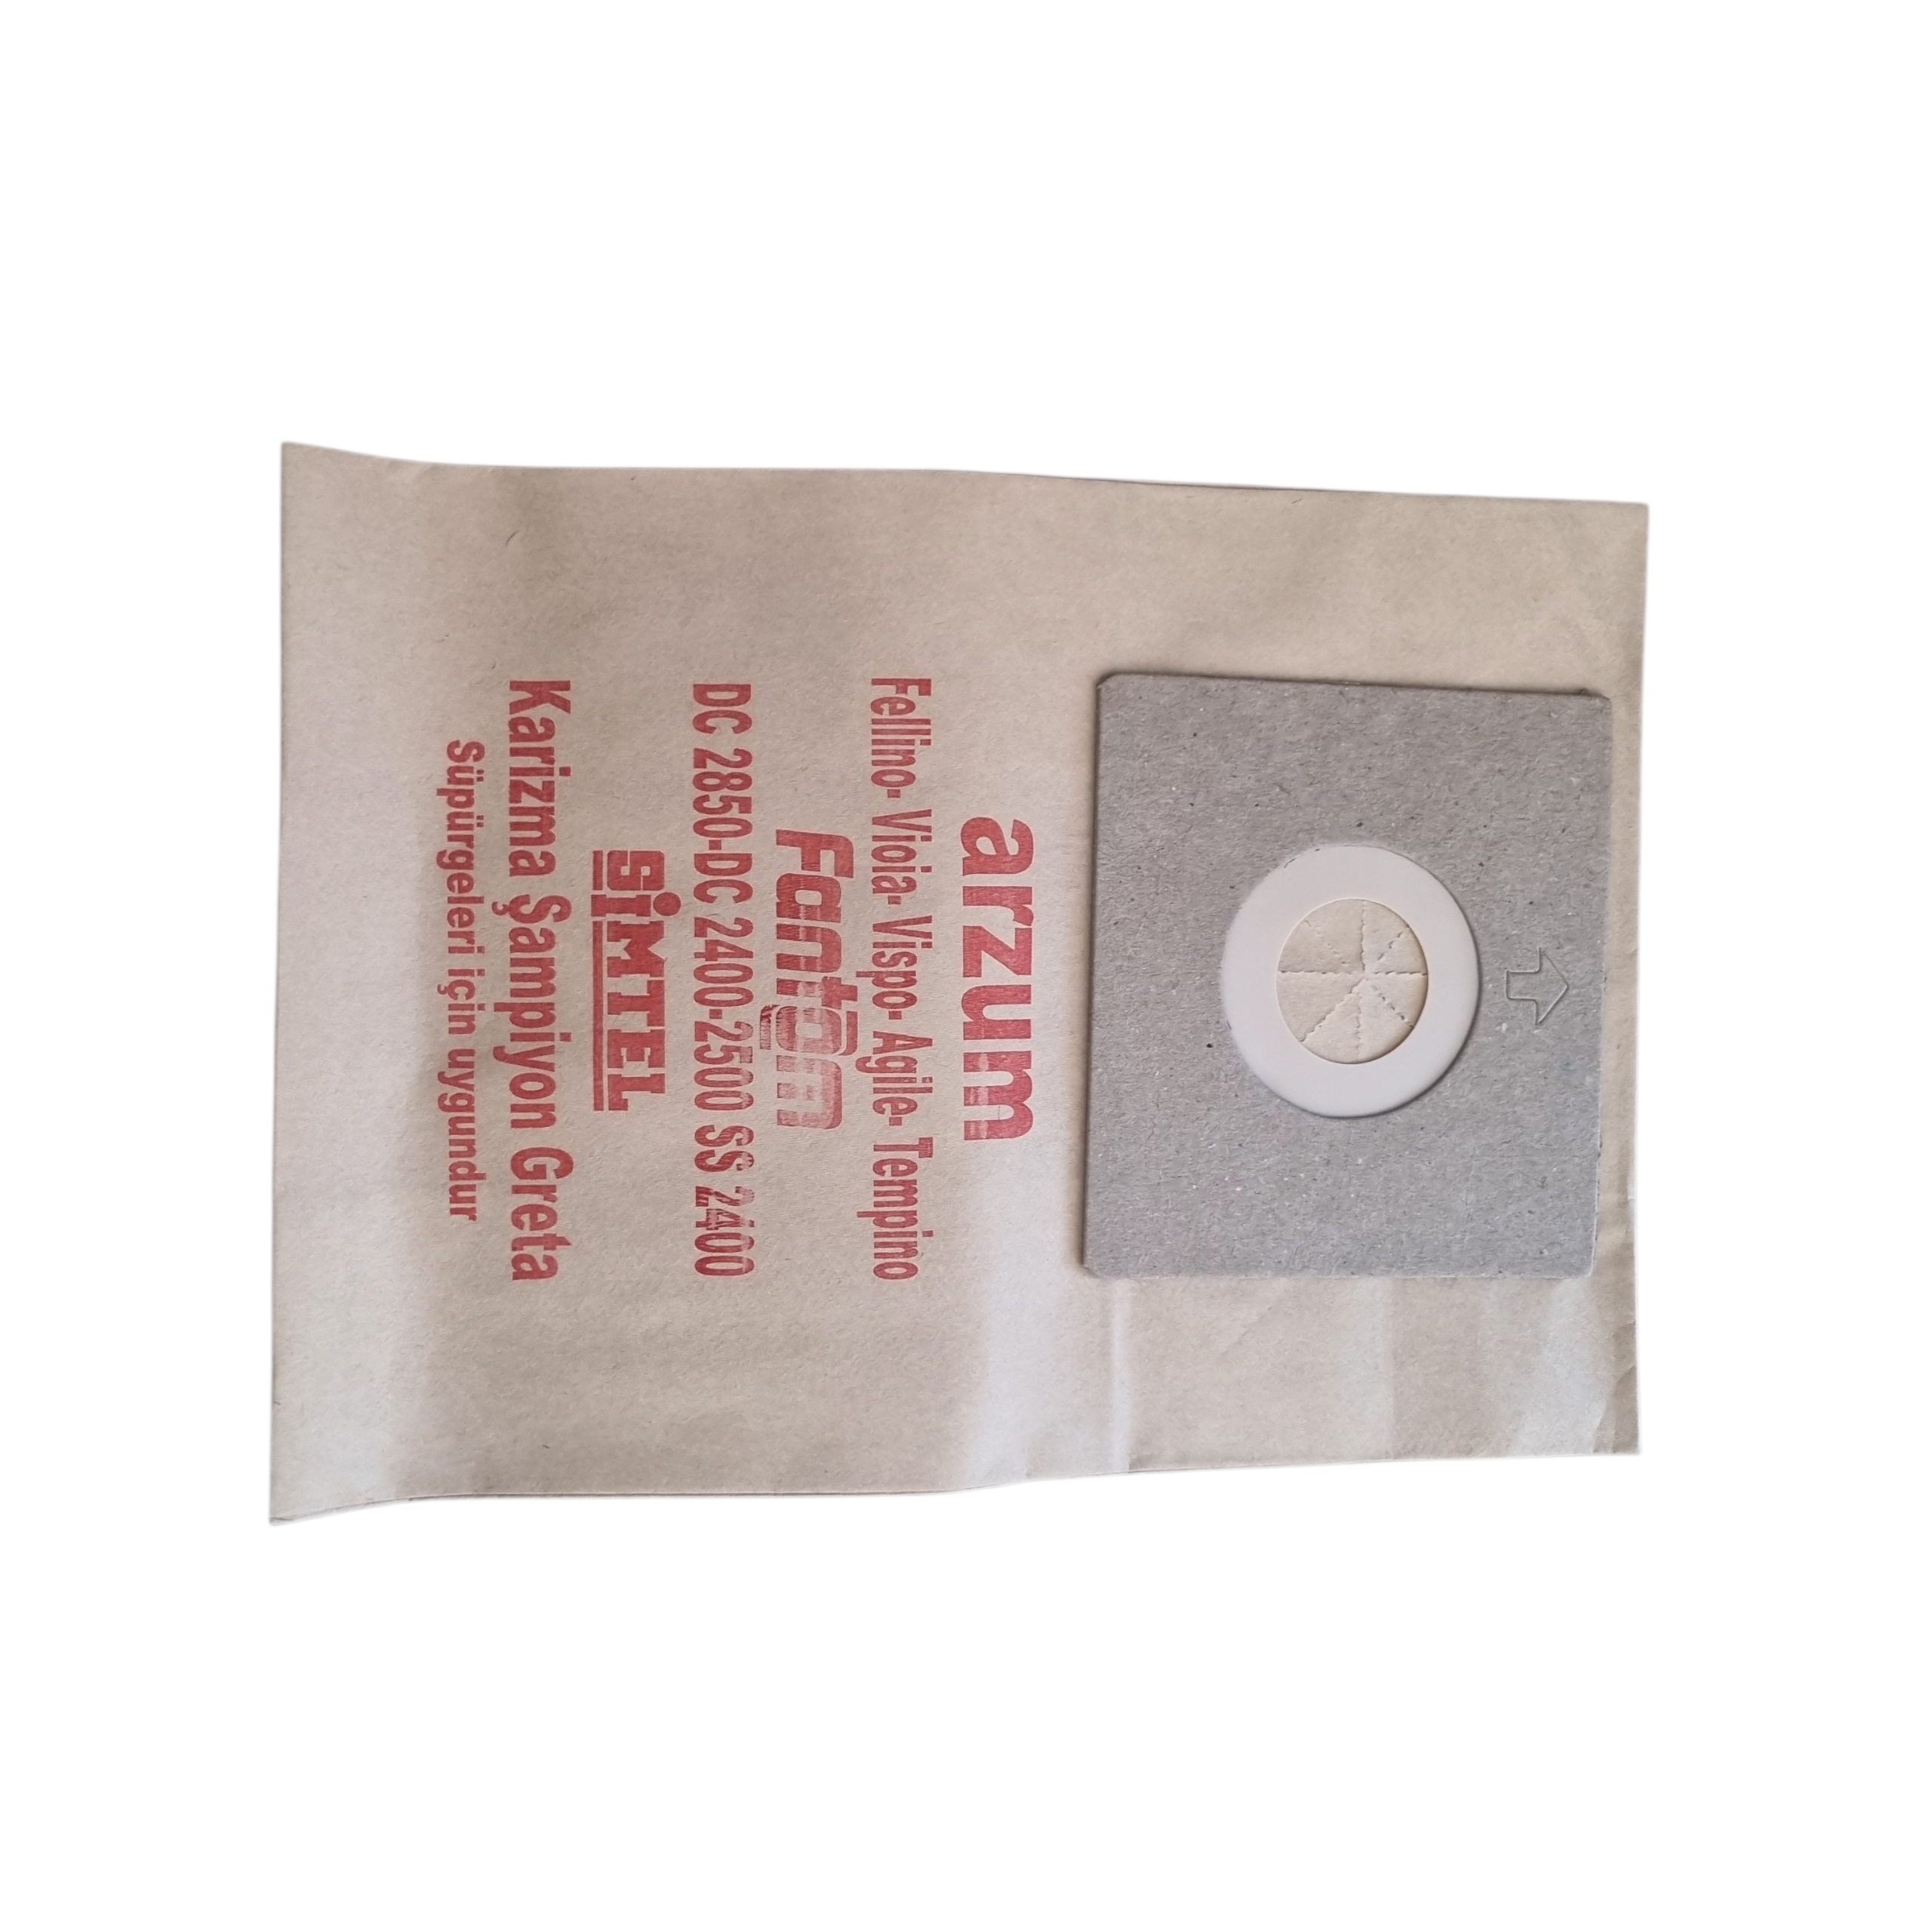 arzum
Fellino- Vioia- Vispo- Agile- Tempino
Fantom
DC 2850-DC 2400-2500 SS 2400
SİMTEL
Karizma Şampiyon Greta
Süpürgeleri için uygundur